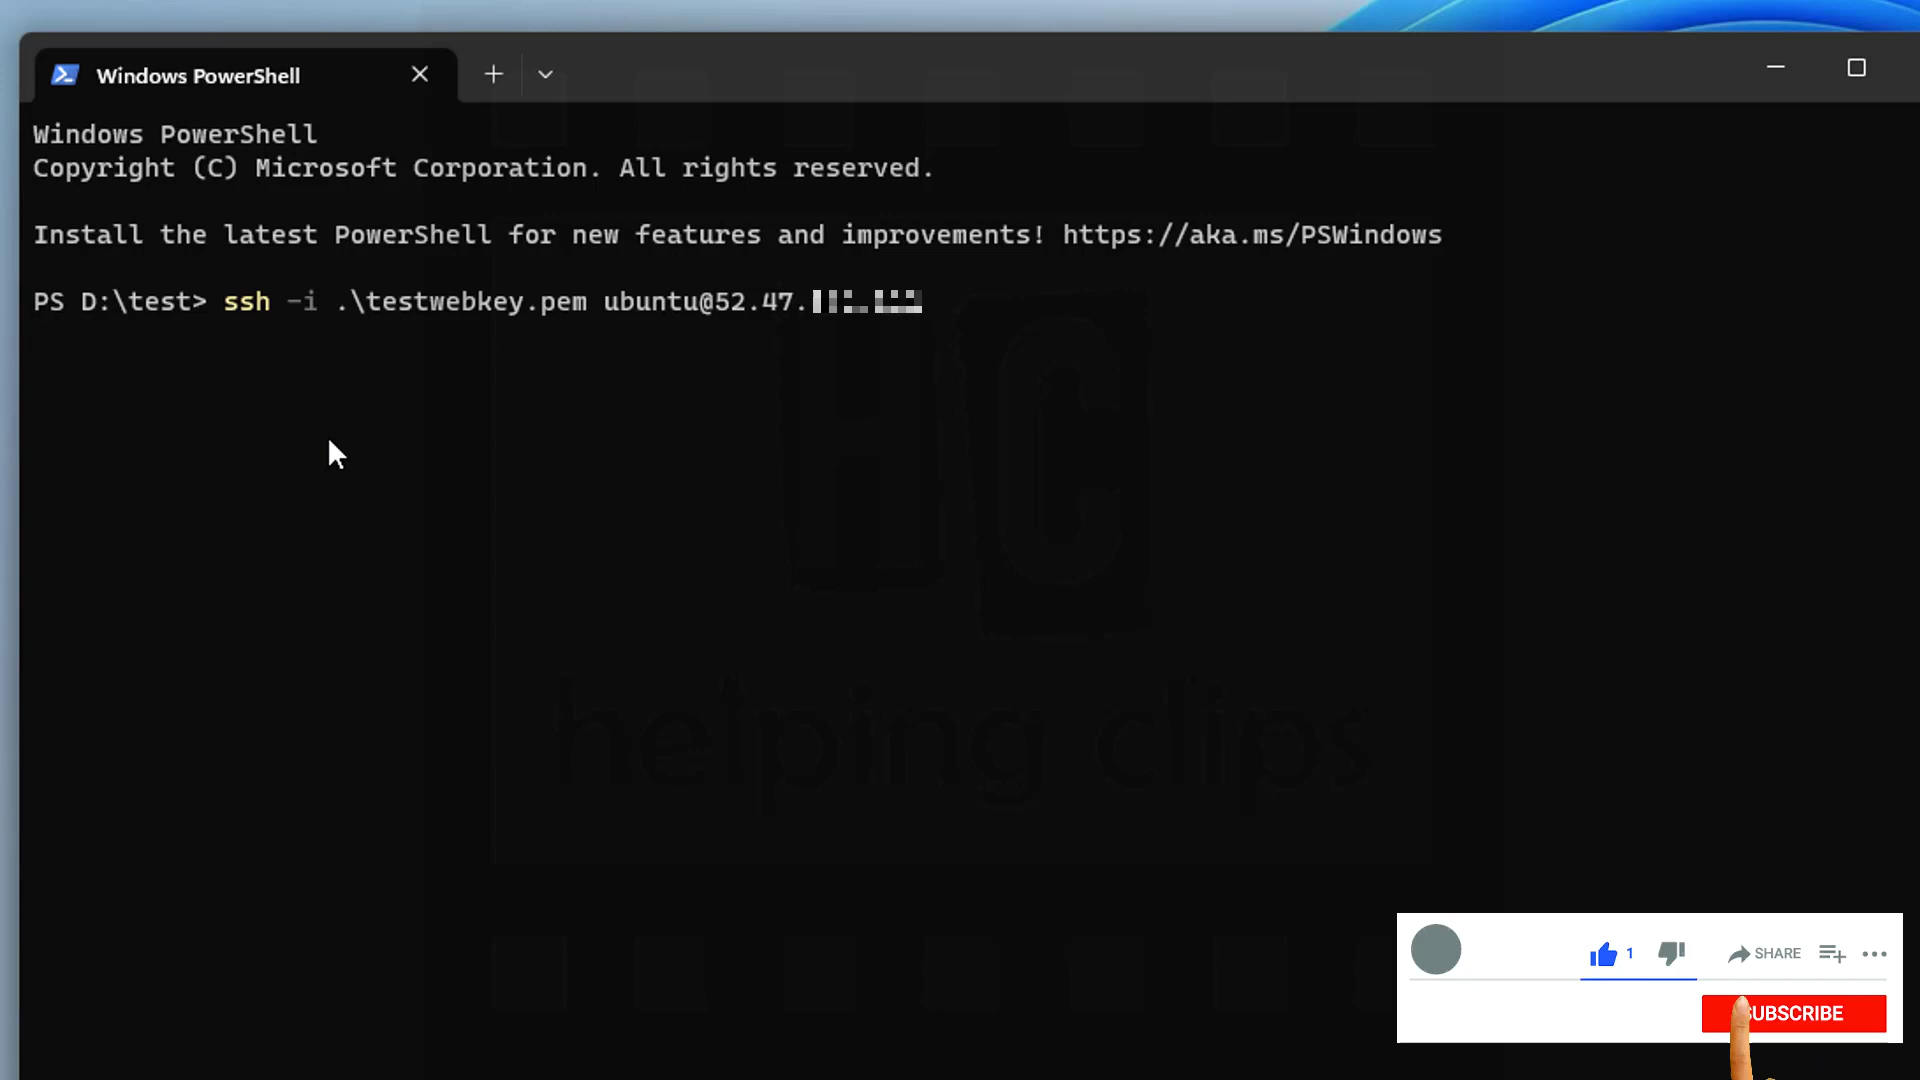 Windows PowerShell
Windows PowerShell
Copyright (C) Microsoft Corporation. All rights reserved.
Install the latest PowerShell for new features and improvements! https://aka.ms/PSWindows
PS D:\test> ssh -i .\testwebkey.pem ubuntu@52.47.
HC
helping clips
1 SHARE
SUBSCRIBE